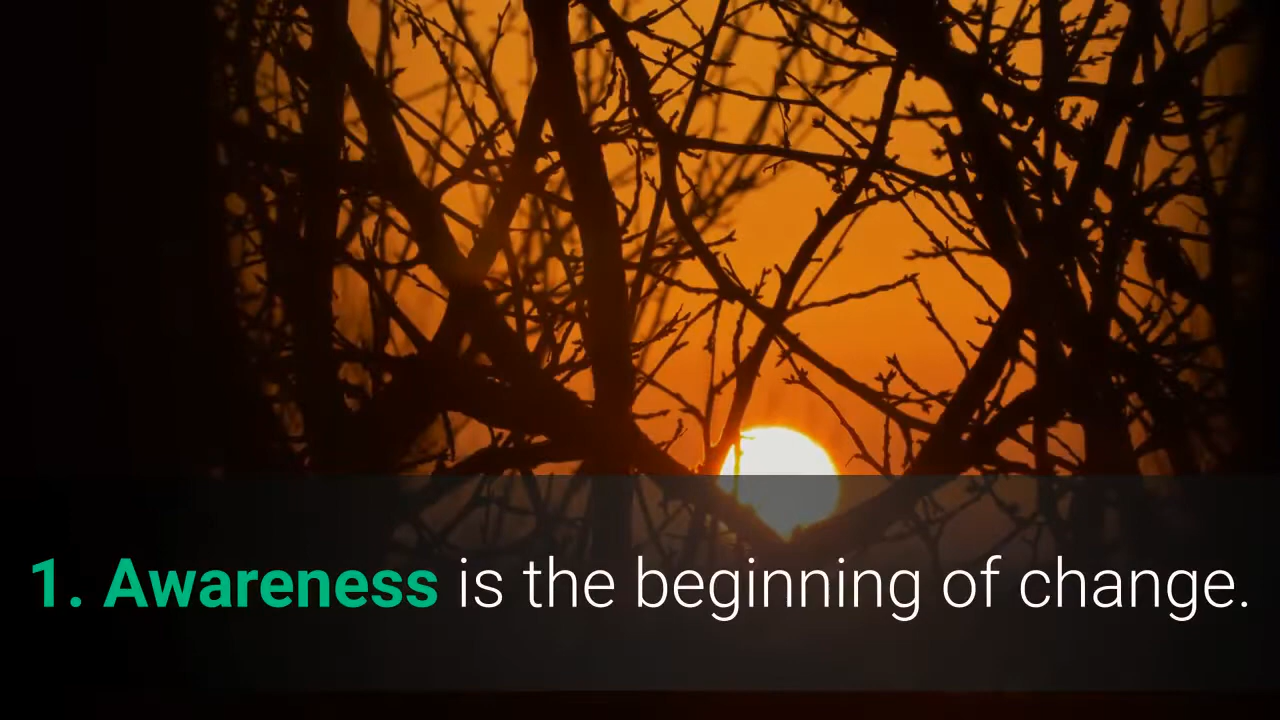 1. Awareness is the beginning of change.